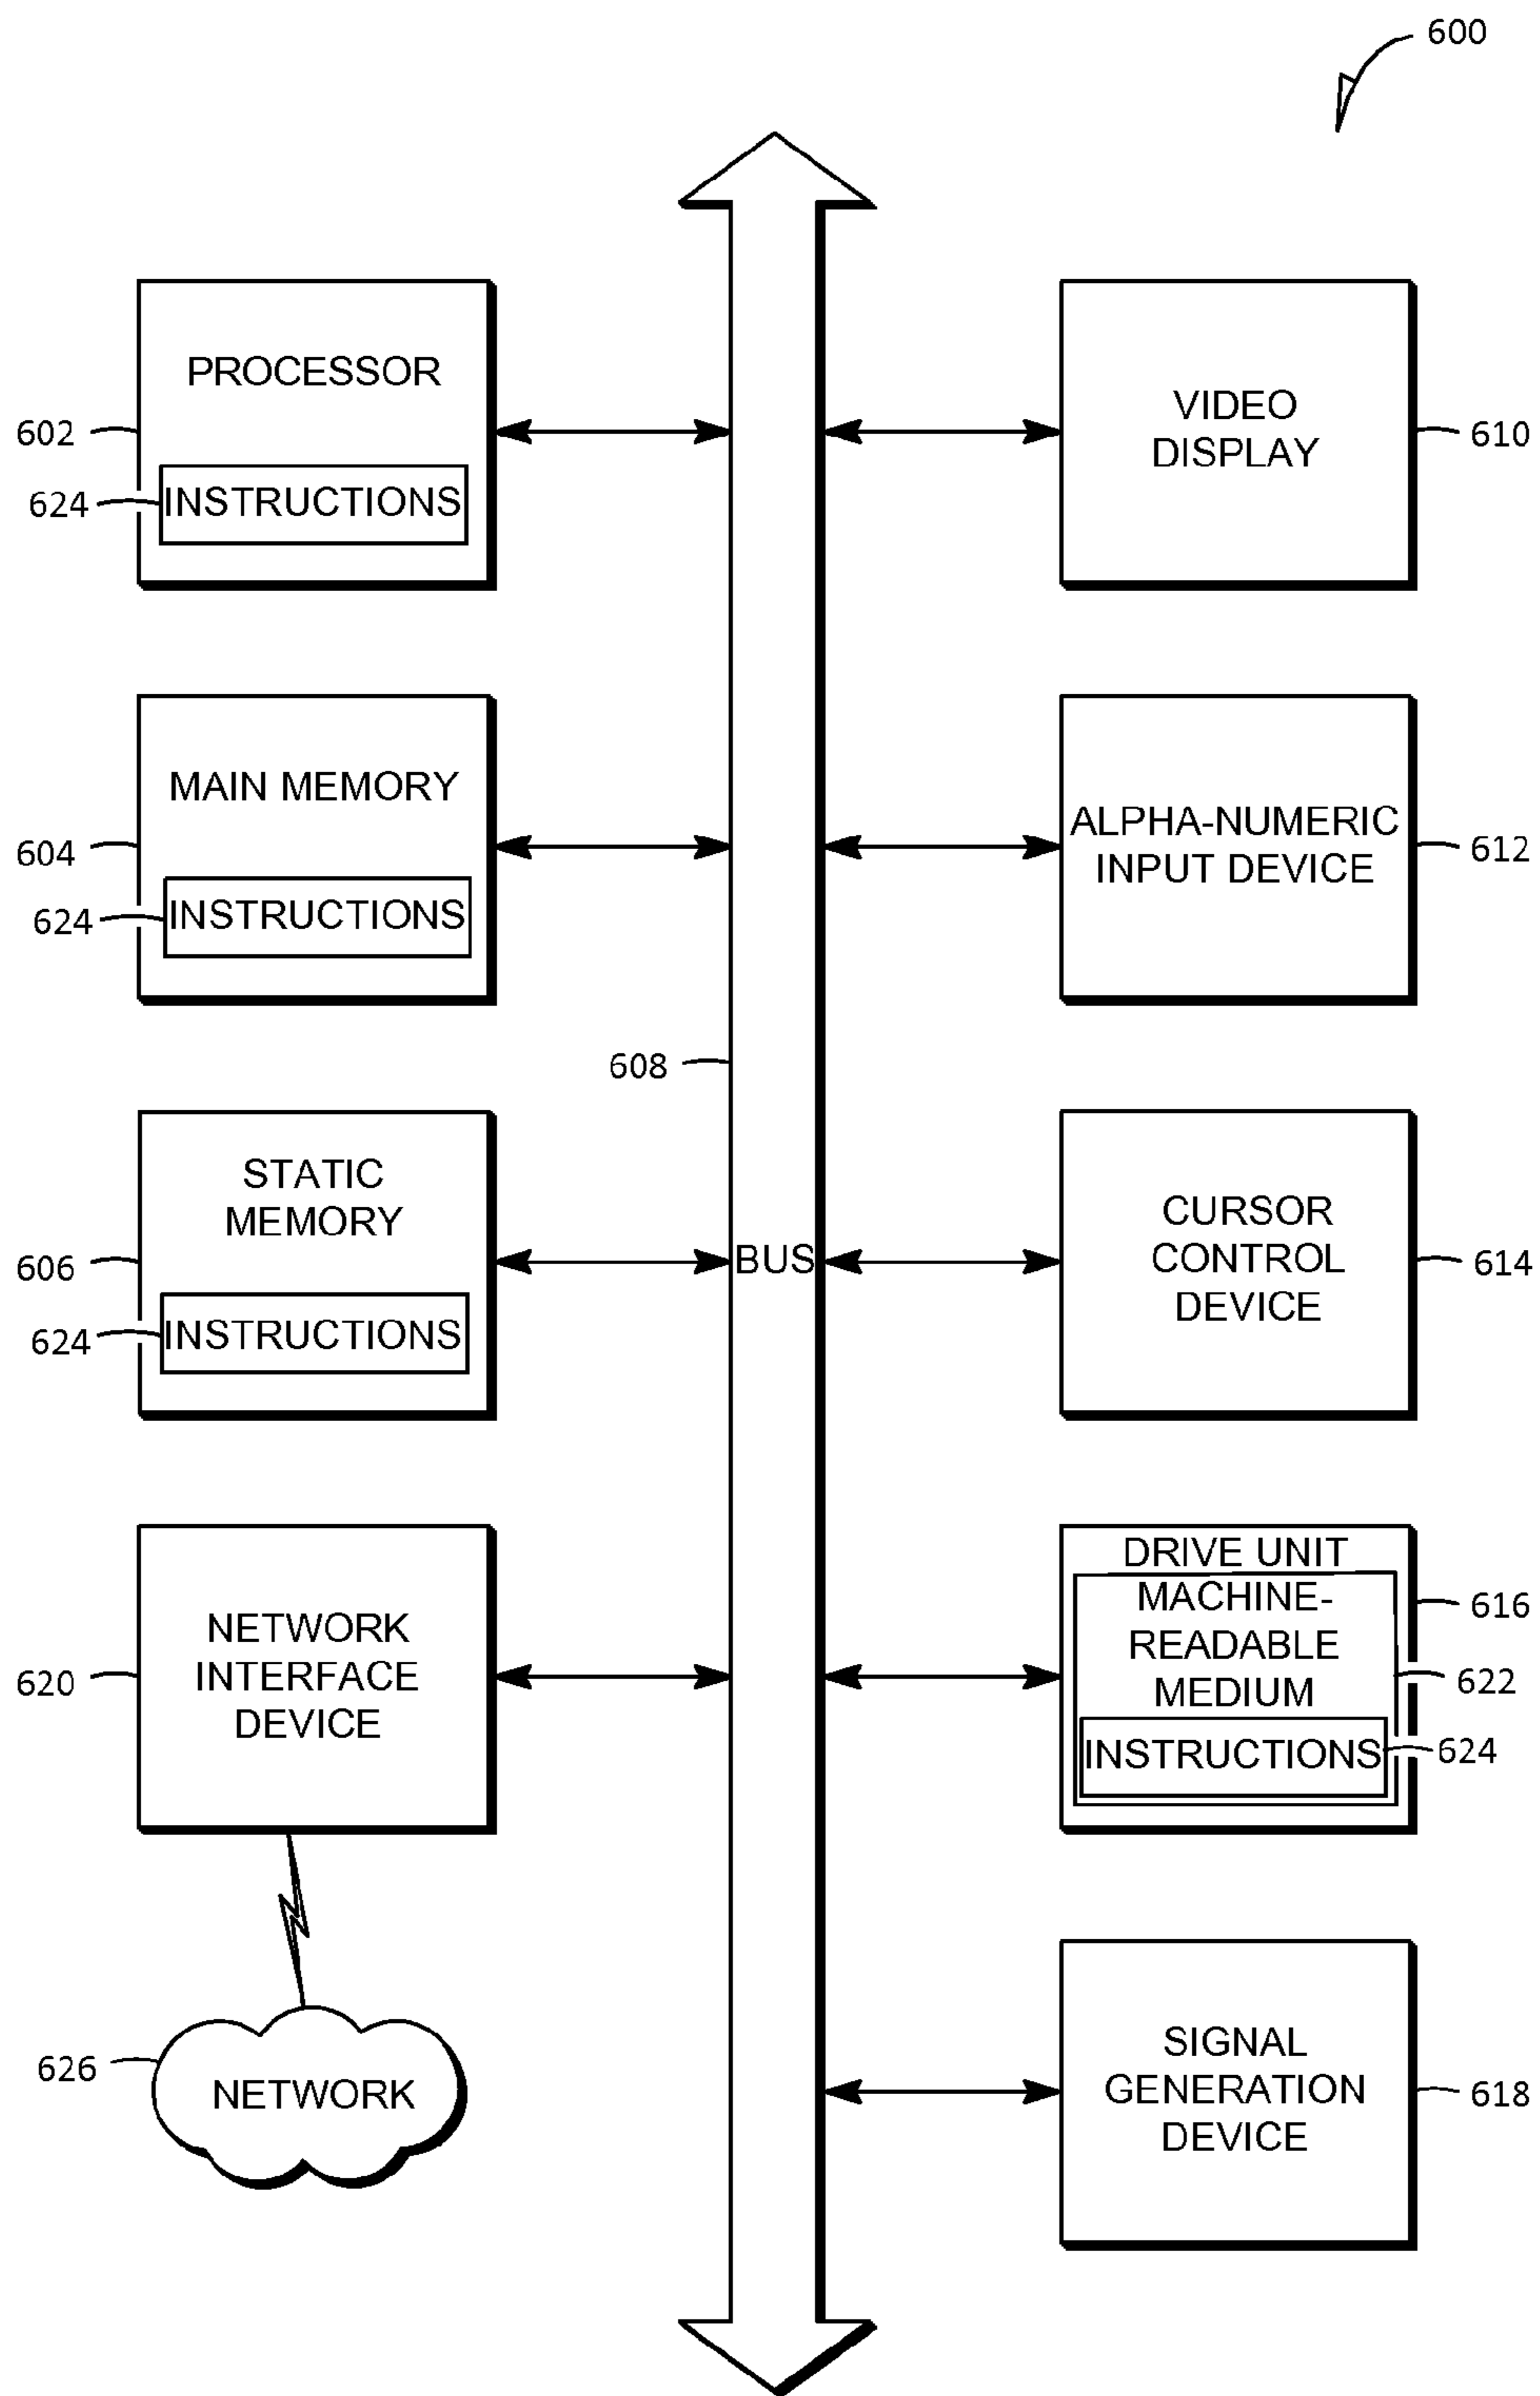 600
PROCESSOR
602
624
INSTRUCTIONS
VIDEO
DISPLAY
610
MAIN MEMORY
604
624
INSTRUCTIONS
ALPHA-NUMERIC
INPUT DEVICE
612
608
BUS
STATIC
MEMORY
606
624
INSTRUCTIONS
CURSOR
CONTROL
DEVICE
614
NETWORK
INTERFACE
DEVICE
620
DRIVE UNIT
616
MACHINE-
READABLE
MEDIUM
622
INSTRUCTIONS
624
626
NETWORK
SIGNAL
GENERATION
DEVICE
618